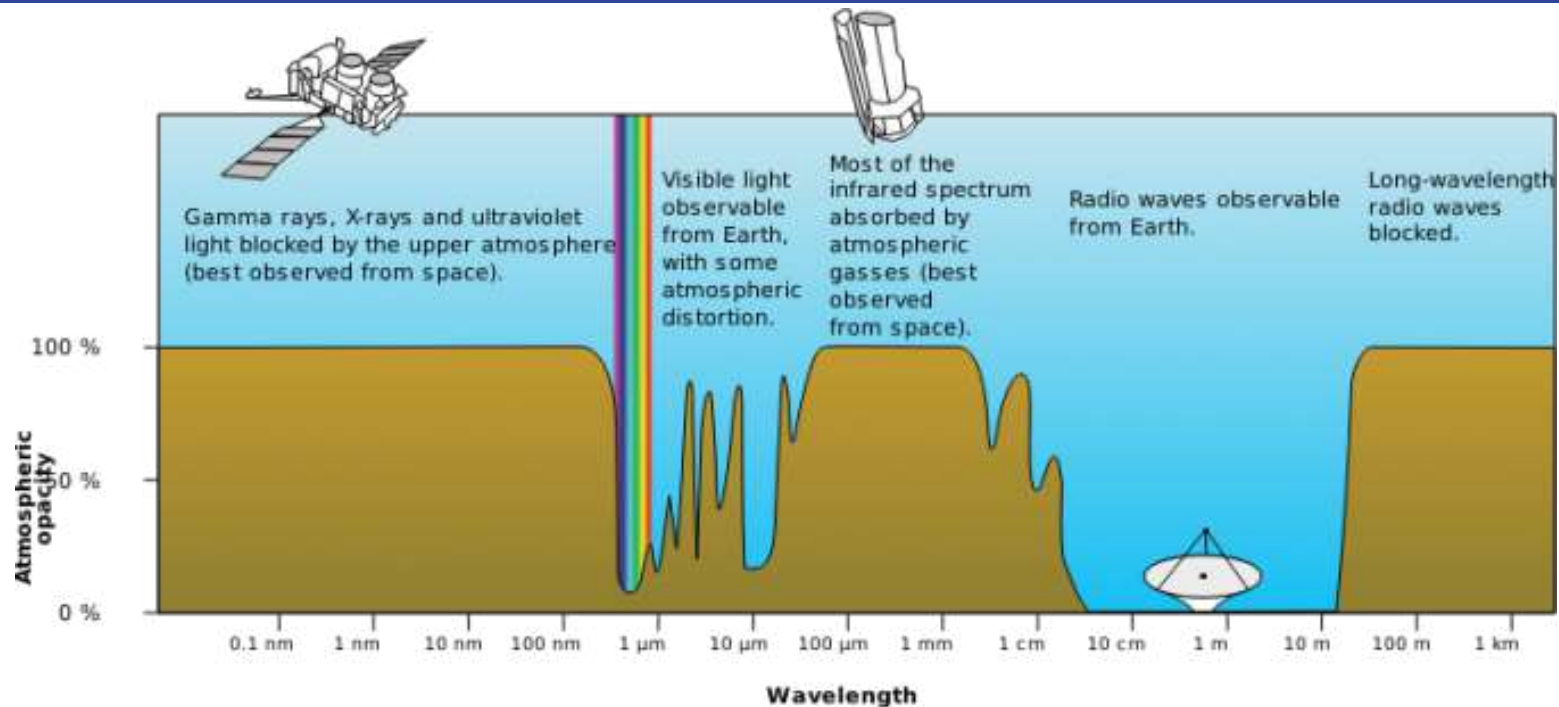 Gamma rays, X-rays and ultraviolet
light blocked by the upper atmosphere
(best observed from space).
Visible light
observable
from Earth,
with some
atmospheric
distortion.
Most of the
infrared spectrum
absorbed by
atmospheric
gasses (best
observed
from space).
Radio waves observable
from Earth.
Long-wavelength
radio waves
blocked.
Atmospheric
opacity
100 %
50 %
0 %
0.1 nm
1 nm
10 nm
100 nm
1 μm
10 μm
100 μm
1 mm
1 cm
10 cm
1 m
10 m
100 m
1 km
Wavelength